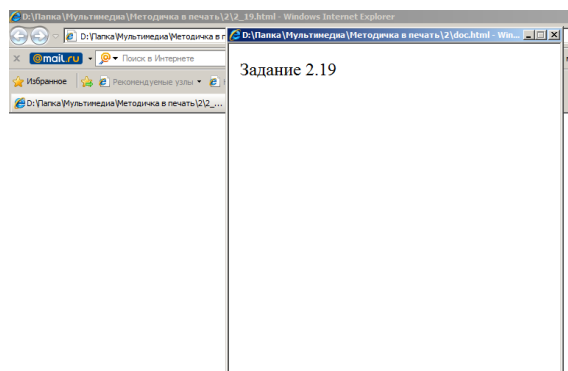 D:\Папка\Мультимедиа\Методичка в печать\2\2_19.html - Windows Internet Explorer
D:\Папка\Мультимедиа\Методичка в
D:\Папка\Мультимедиа\Методичка в печать\2\doc.html - Win...
@mail.ru
Поиск в Интернете
Задание 2.19
Избранное
Рекомендуемые узлы
D:\Папка\Мультимедиа\Методичка в печать\2\2_...